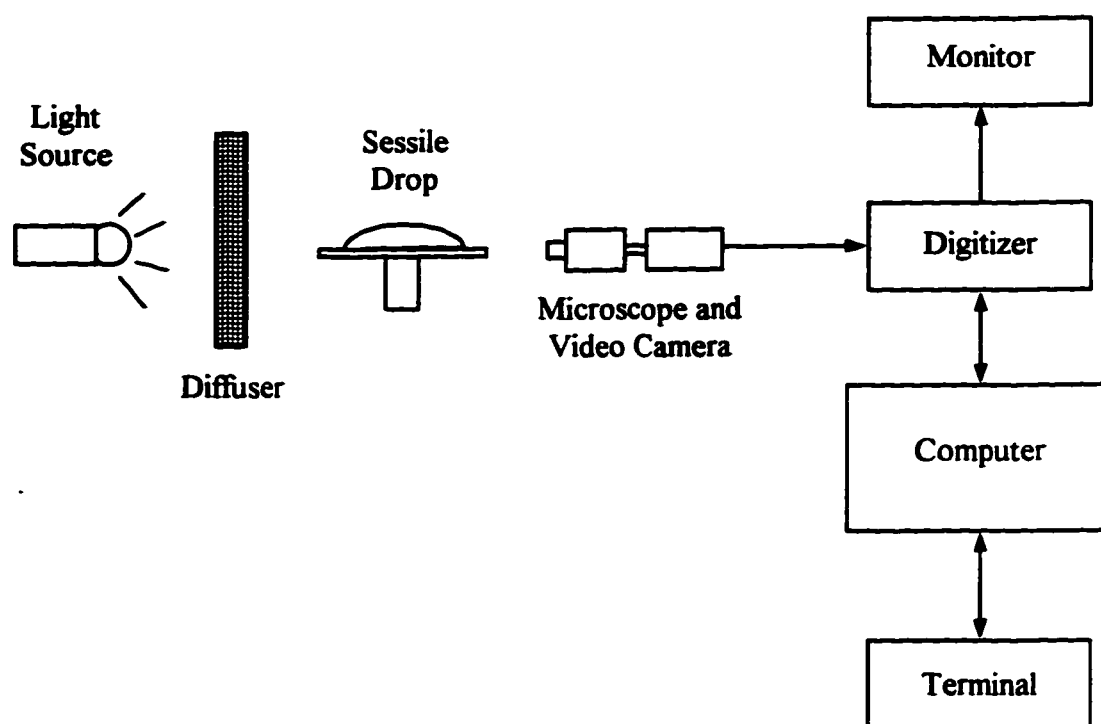 Light
Source
Diffuser
Sessile
Drop
Microscope and
Video Camera
Monitor
Digitizer
Computer
Terminal